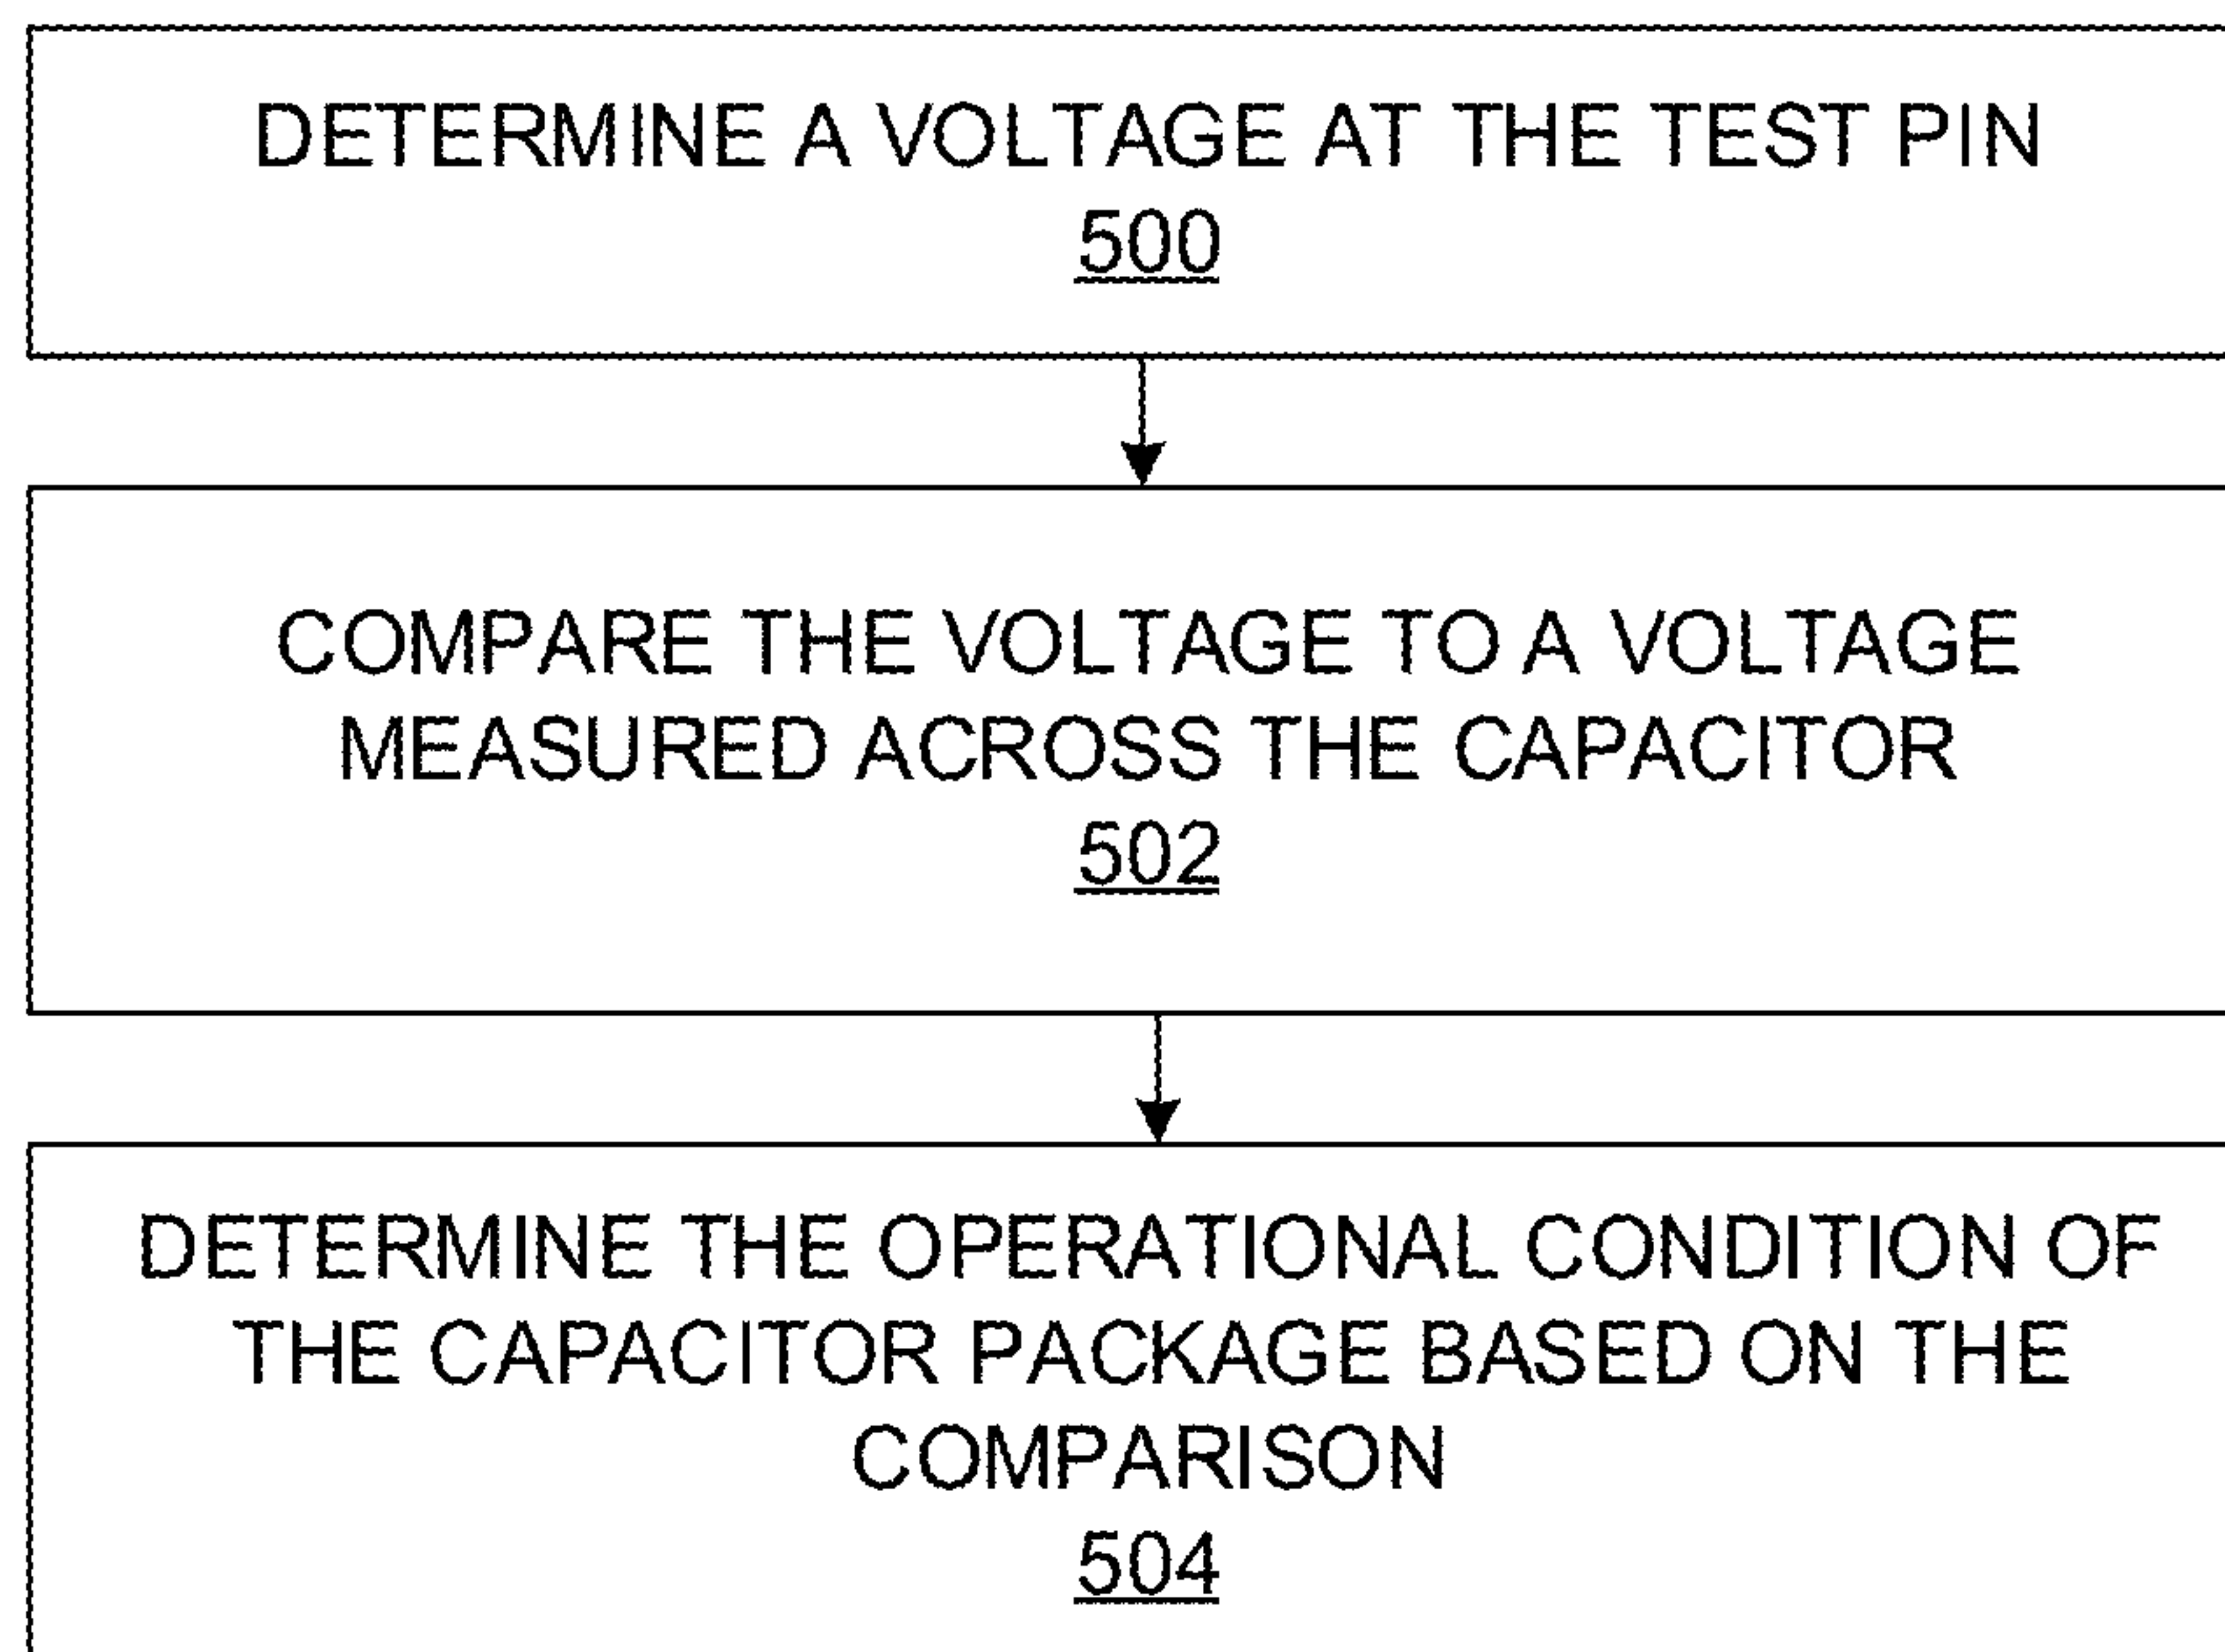 DETERMINE A VOLTAGE AT THE TEST PIN
500
COMPARE THE VOLTAGE TO A VOLTAGE
MEASURED ACROSS THE CAPACITOR
502
DETERMINE THE OPERATIONAL CONDITION OF
THE CAPACITOR PACKAGE BASED ON THE
COMPARISON
504